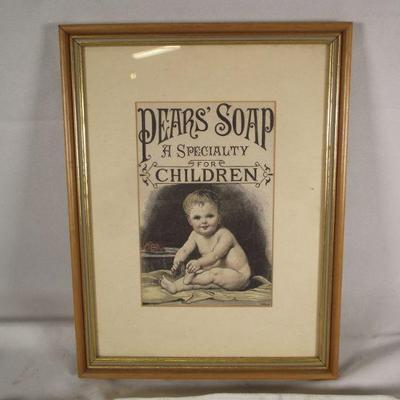 PEARS' SOAP
A SPECIALTY
FOR
CHILDREN